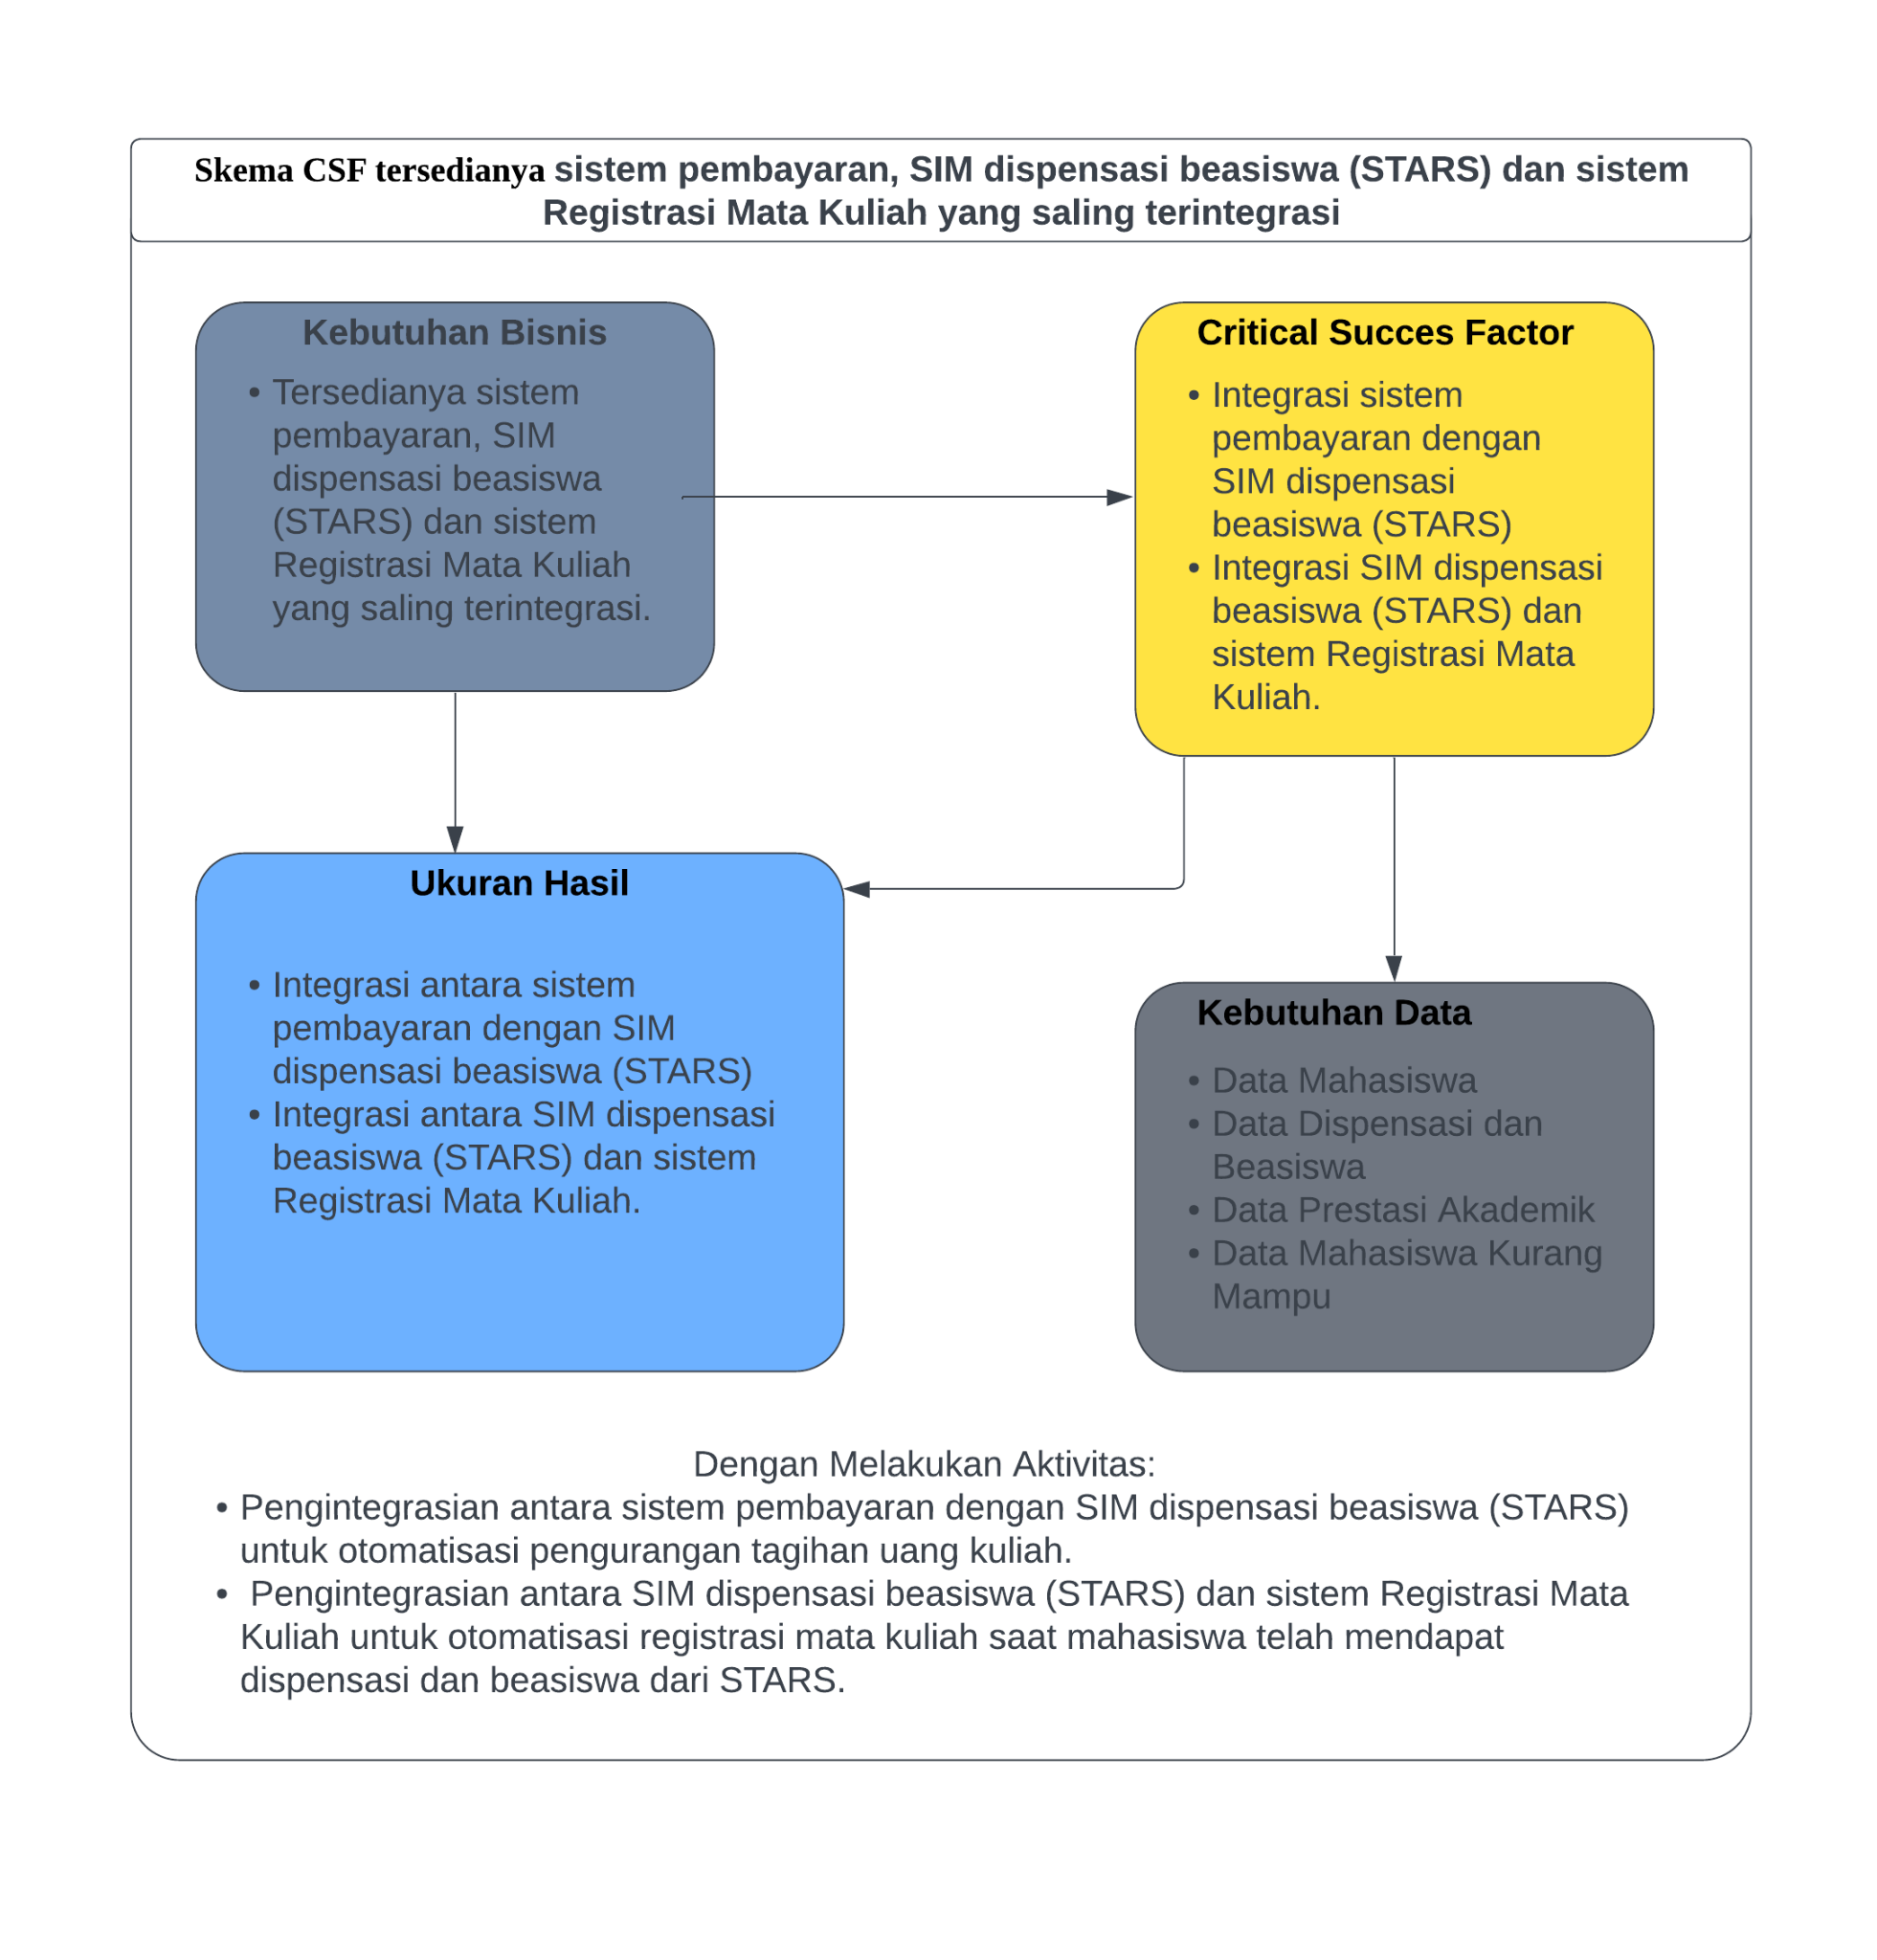 Skema CSF tersedianya sistem pembayaran, SIM dispensasi beasiswa (STARS) dan sistem
Registrasi Mata Kuliah yang saling terintegrasi
Kebutuhan Bisnis
• Tersedianya sistem
pembayaran, SIM
dispensasi beasiswa
(STARS) dan sistem
Registrasi Mata Kuliah
yang saling terintegrasi.
Critical Succes Factor
• Integrasi sistem
pembayaran dengan
SIM dispensasi
beasiswa (STARS)
• Integrasi SIM dispensasi
beasiswa (STARS) dan
sistem Registrasi Mata
Kuliah.
Ukuran Hasil
• Integrasi antara sistem
pembayaran dengan SIM
dispensasi beasiswa (STARS)
• Integrasi antara SIM dispensasi
beasiswa (STARS) dan sistem
Registrasi Mata Kuliah.
Kebutuhan Data
• Data Mahasiswa
• Data Dispensasi dan
Beasiswa
• Data Prestasi Akademik
• Data Mahasiswa Kurang
Mampu
Dengan Melakukan Aktivitas:
• Pengintegrasian antara sistem pembayaran dengan SIM dispensasi beasiswa (STARS)
untuk otomatisasi pengurangan tagihan uang kuliah.
• Pengintegrasian antara SIM dispensasi beasiswa (STARS) dan sistem Registrasi Mata
Kuliah untuk otomatisasi registrasi mata kuliah saat mahasiswa telah mendapat
dispensasi dan beasiswa dari STARS.